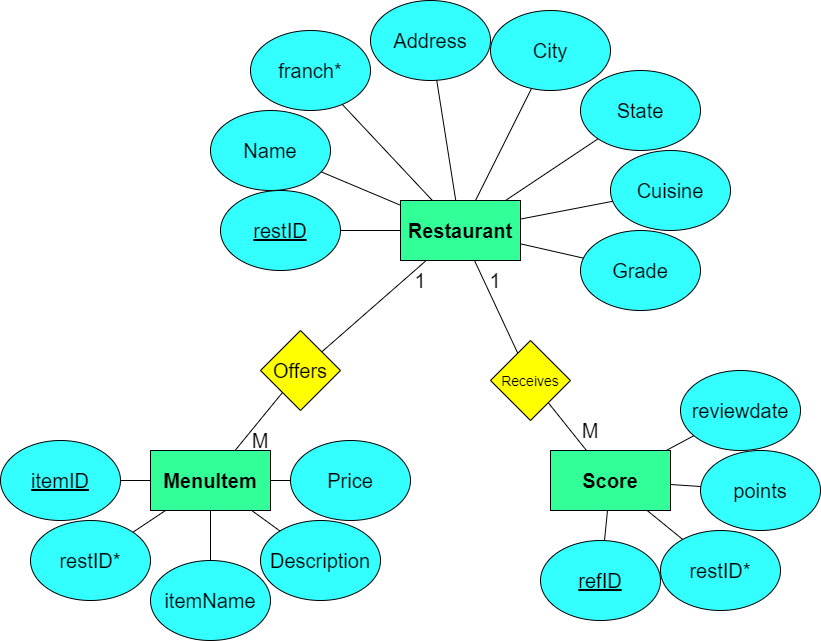 Address
City
franch*
State
Name
Cuisine
restID
Restaurant
Grade
1
1
Offers
Receives
reviewdate
M
M
itemID
MenuItem
Price
Score
points
restID*
Description
refID
restID*
itemName